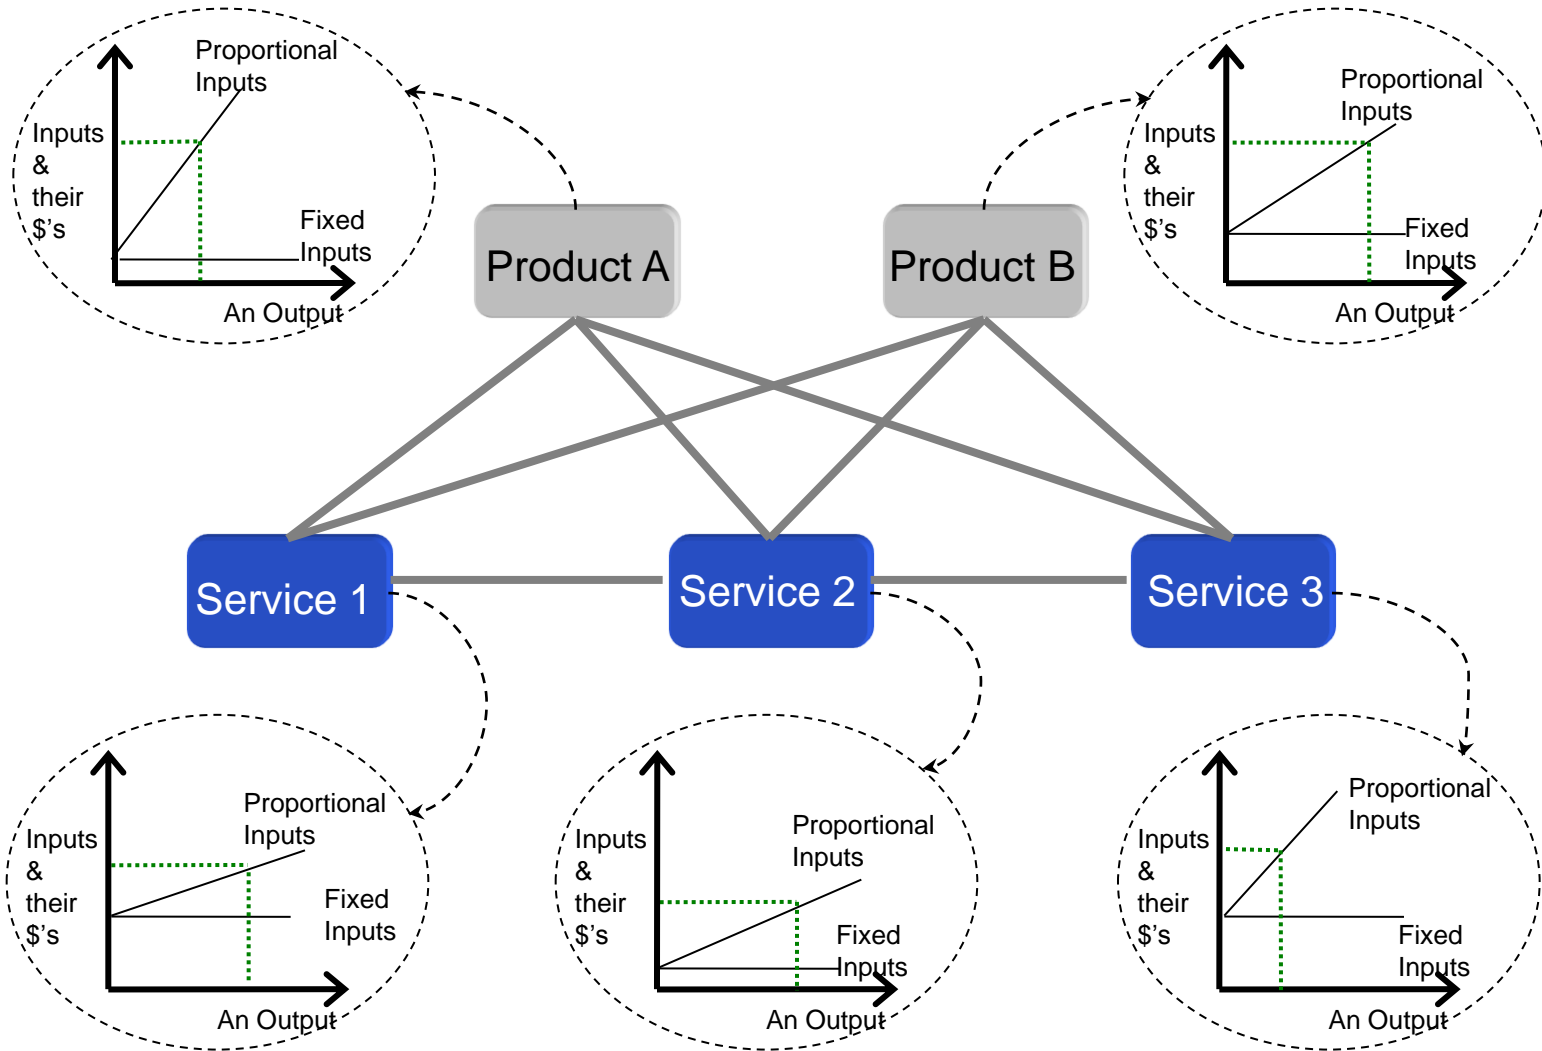 Proportional
Inputs
Inputs
&
their
$'s
Fixed
Inputs
An Output
Proportional
Inputs
Inputs
&
their
$'s
Fixed
Inputs
An Output
Product A
Product B
Service 1
Service 2
Service 3
Proportional
Inputs
Inputs
&
their
$'s
Fixed
Inputs
An Output
Proportional
Inputs
Inputs
&
their
$'s
Fixed
Inputs
An Output
Proportional
Inputs
Inputs
&
their
$'s
Fixed
Inputs
An Output